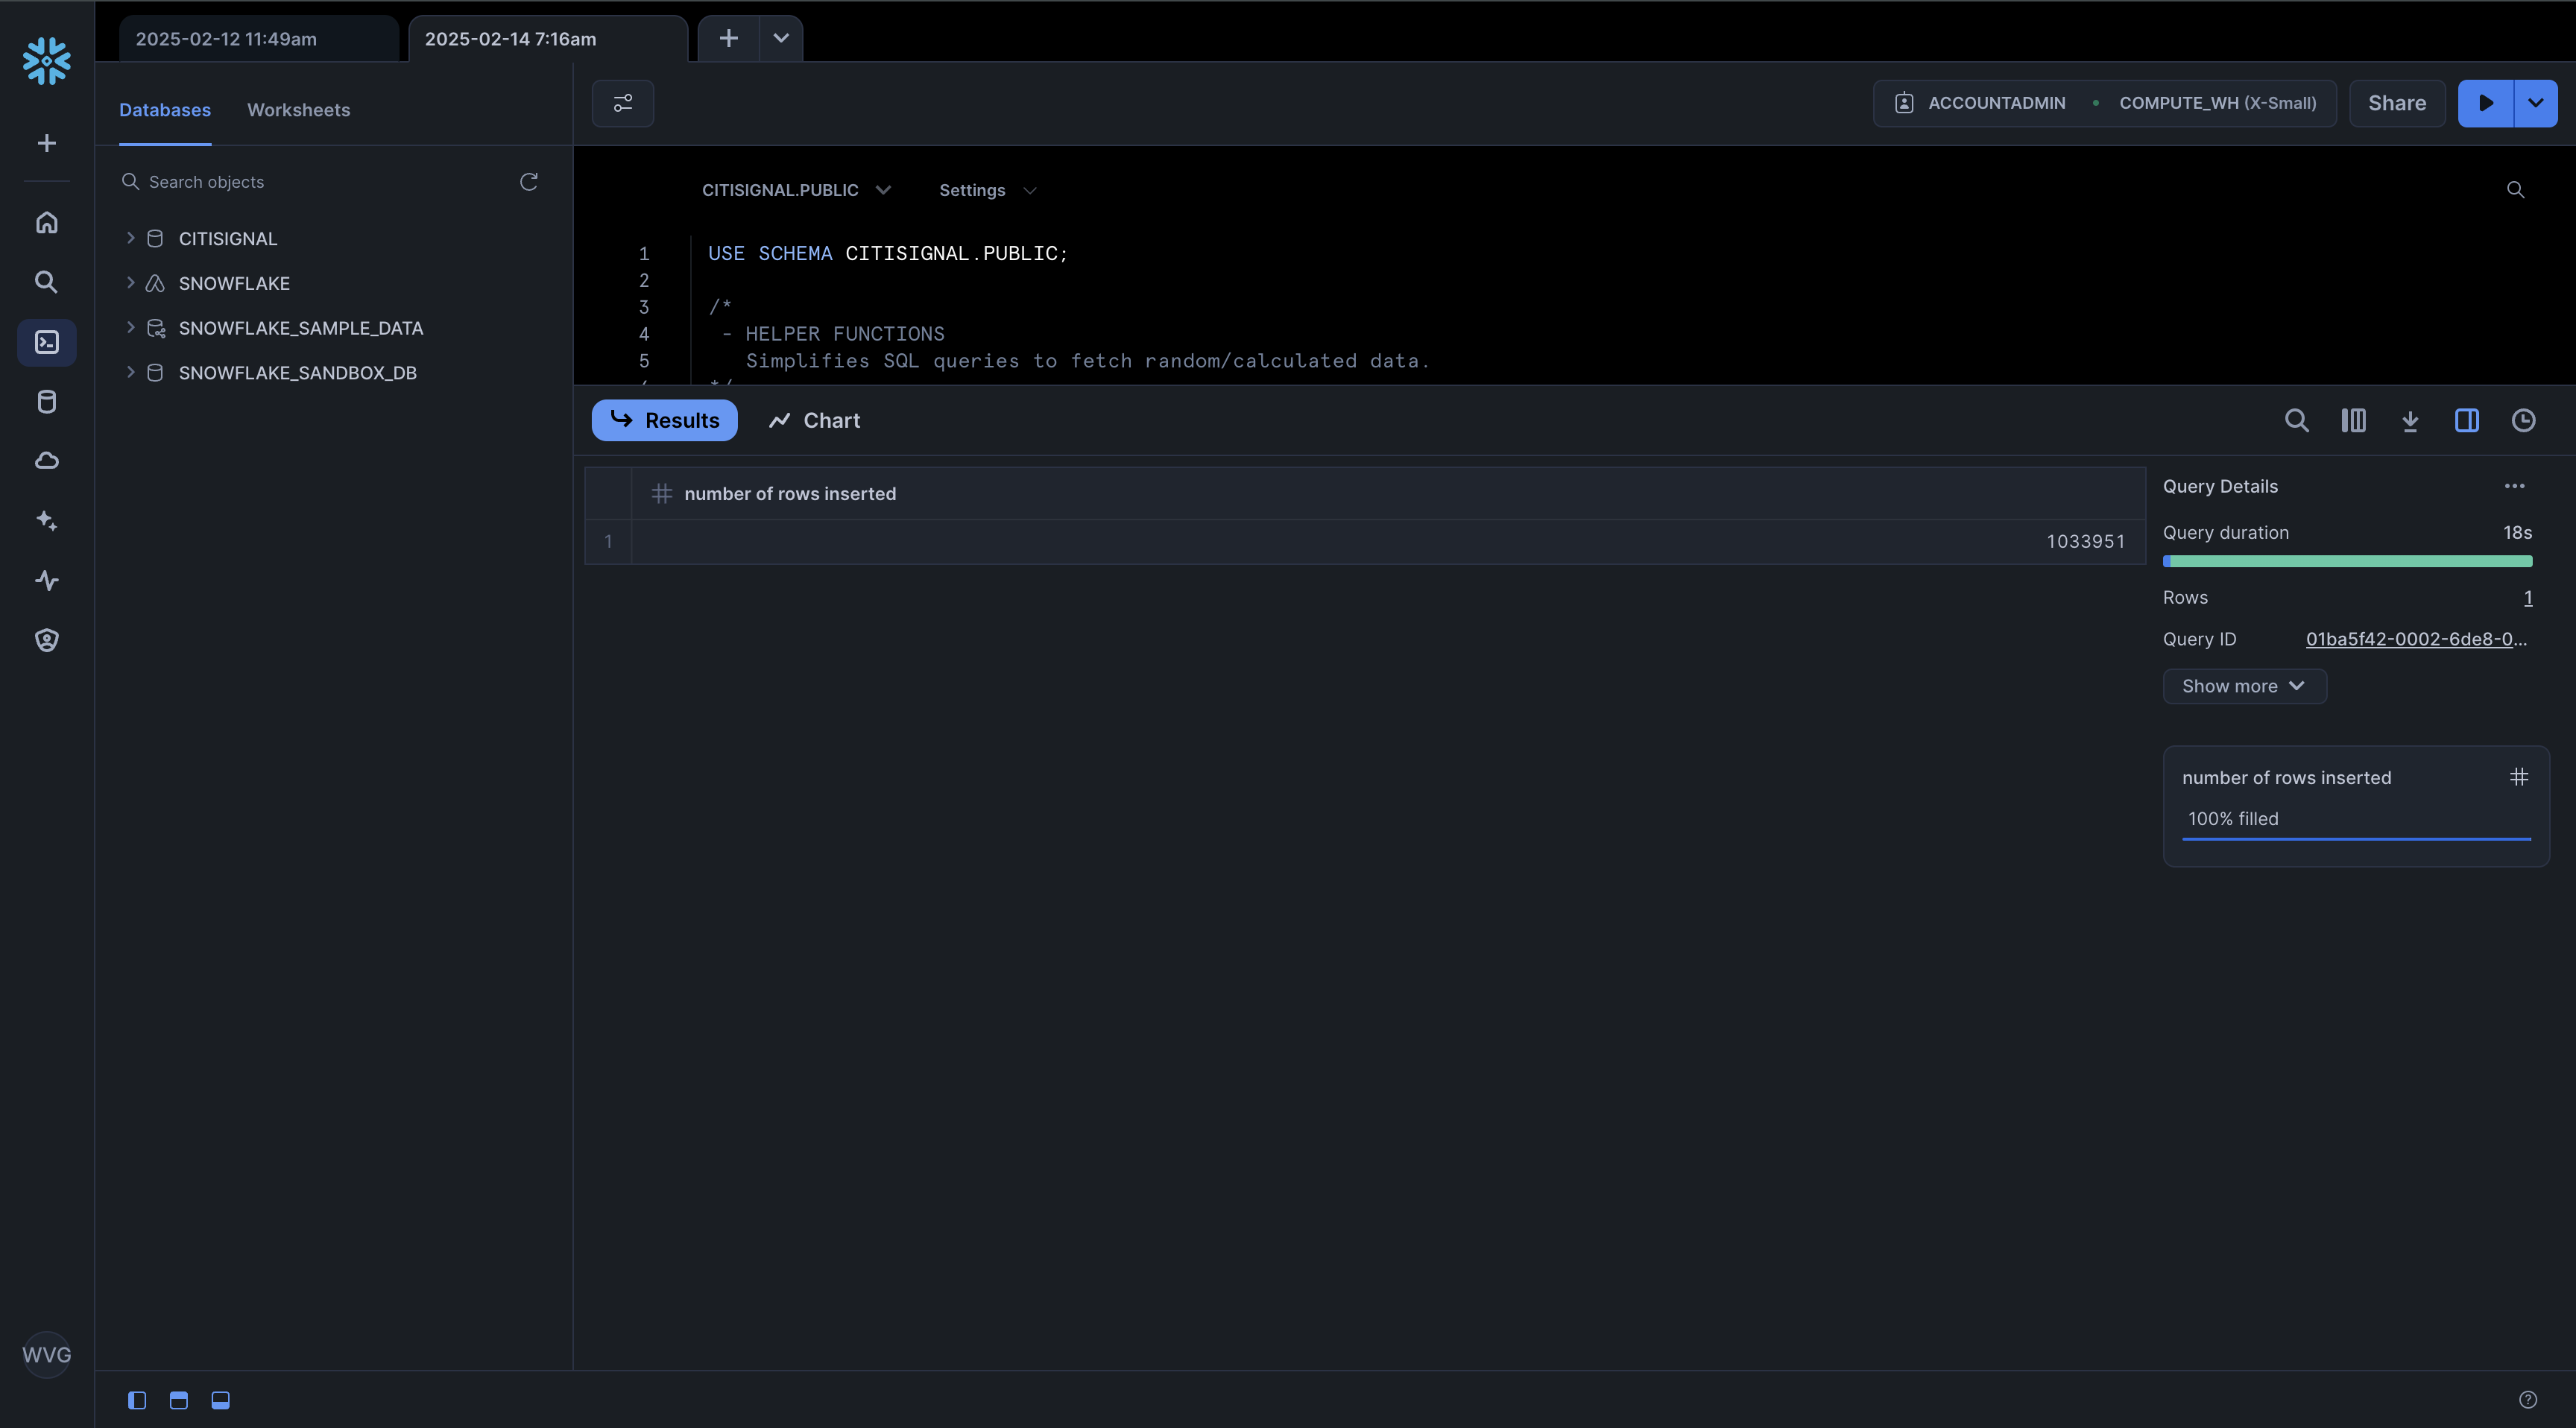 2025-02-12 11:49am
2025-02-14 7:16am
Databases
Worksheets
ACCOUNTADMIN
COMPUTE_WH (X-Small)
Share
Search objects
CITISIGNAL
SNOWFLAKE
SNOWFLAKE_SAMPLE_DATA
SNOWFLAKE_SANDBOX_DB
CITISIGNAL.PUBLIC
Settings
1 USE SCHEMA CITISIGNAL.PUBLIC;
2
3 /*
4 - HELPER FUNCTIONS
5 Simplifies SQL queries to fetch random/calculated data.
Results
Chart
number of rows inserted
1 1033951
Query Details
Query duration 18s
Rows 1
Query ID 01ba5f42-0002-6de8-0...
Show more
number of rows inserted
100% filled
WVG